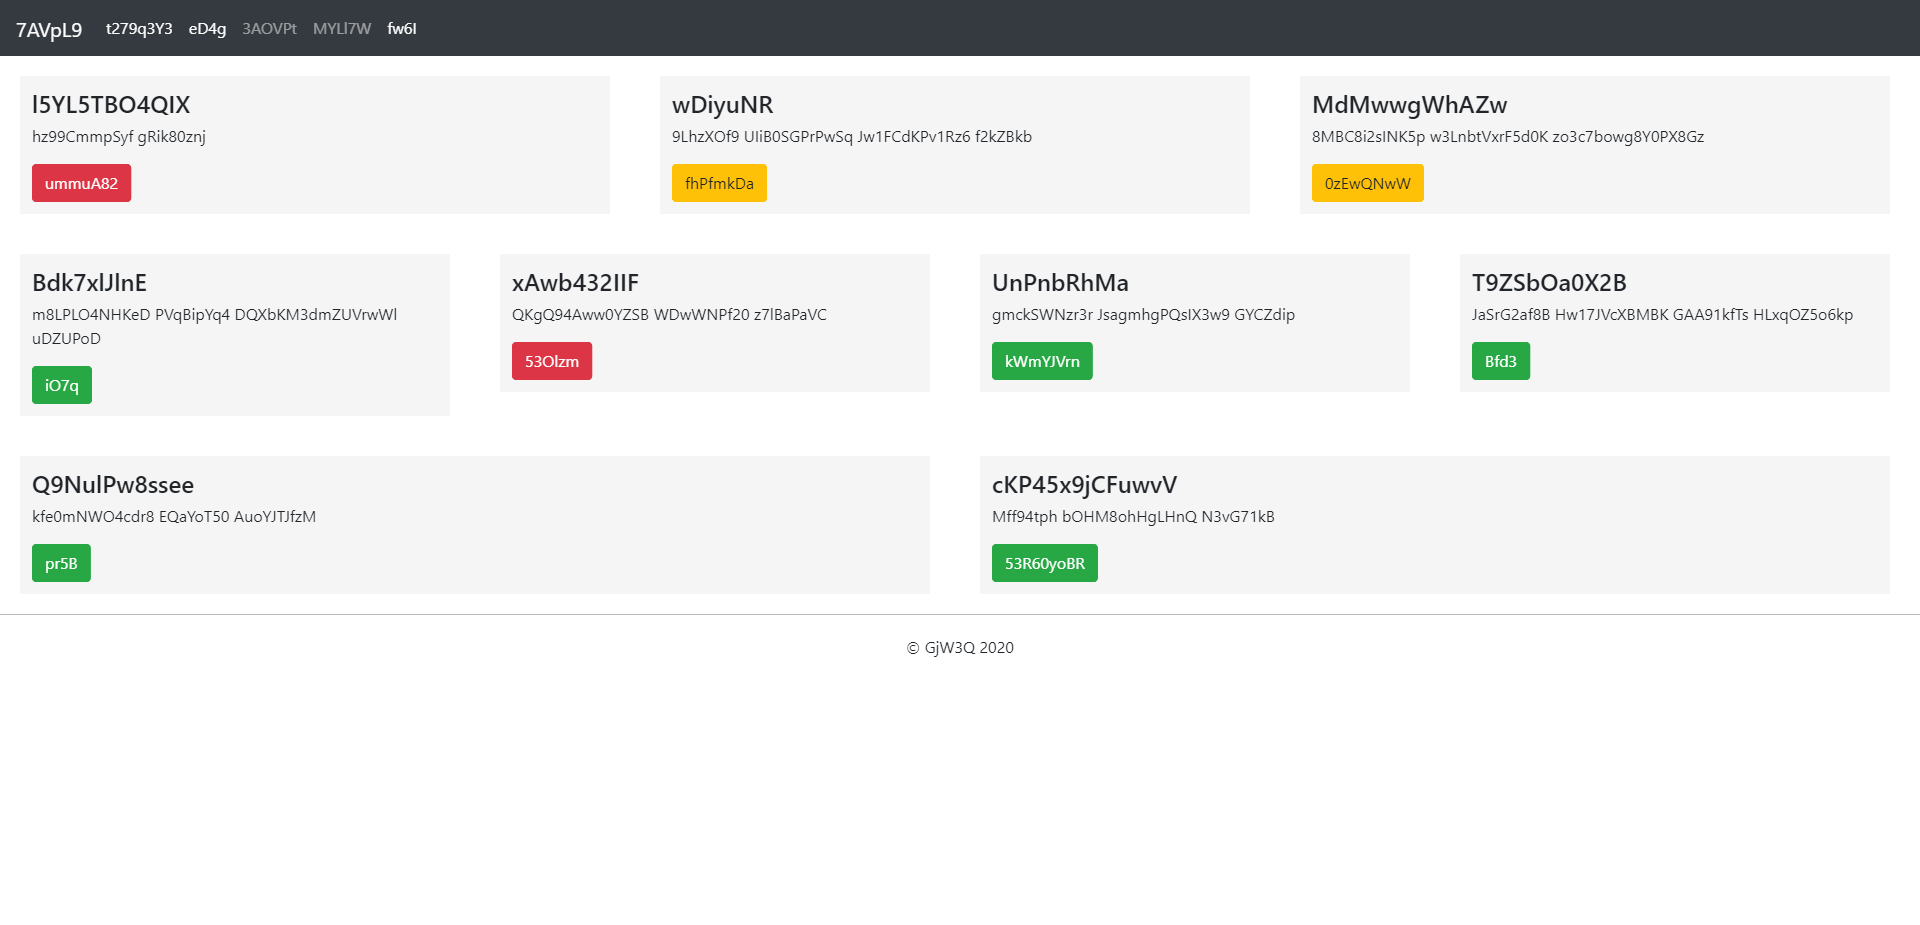 7AVpL9 t279q3Y3 eD4g 3AOVPt MYLl7W fw6I
l5YL5TBO4QIX
hz99CmmpSyf gRik80znj
ummuA82
wDiyuNR
9LhzXOf9 UIiB0SGPrPwSq Jw1FCdKPv1Rz6 f2kZBkb
fhPfmkDa
MdMwwgWhAZw
8MBC8i2sINK5p w3LnbtVxrF5d0K zo3c7bowg8Y0PX8Gz
0zEwQNwW
Bdk7xlJlnE
m8LPLO4NHKeD PVqBipYq4 DQXbKM3dmZUVrwWl
uDZUPoD
iO7q
xAwb432IIF
QKgQ94Aww0YZSB WDwWNPf20 z7lBaPaVC
53Olzm
UnPnbRhMa
gmckSWNzr3r JsagmhgPQsIX3w9 GYCZdip
kWmYJVrn
T9ZSbOa0X2B
JaSrG2af8B Hw17JVcXBMBK GAA91kfTs HLxqOZ5o6kp
Bfd3
Q9NulPw8ssee
kfe0mNWO4cdr8 EQaYoT50 AuoYJTJfzM
pr5B
cKP45x9jCFuwvV
Mff94tph bOHM8ohHgLHnQ N3vG71kB
53R60yoBR
© GjW3Q 2020